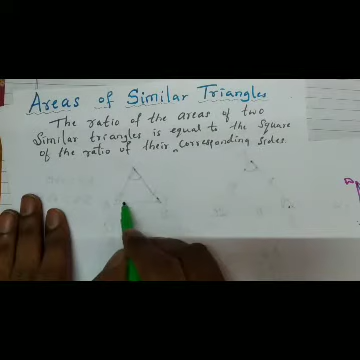 Areas of Similar Triangles
The ratio of the areas of two
Similar triangles is equal to the Square
of the ratio of their corresponding sides.